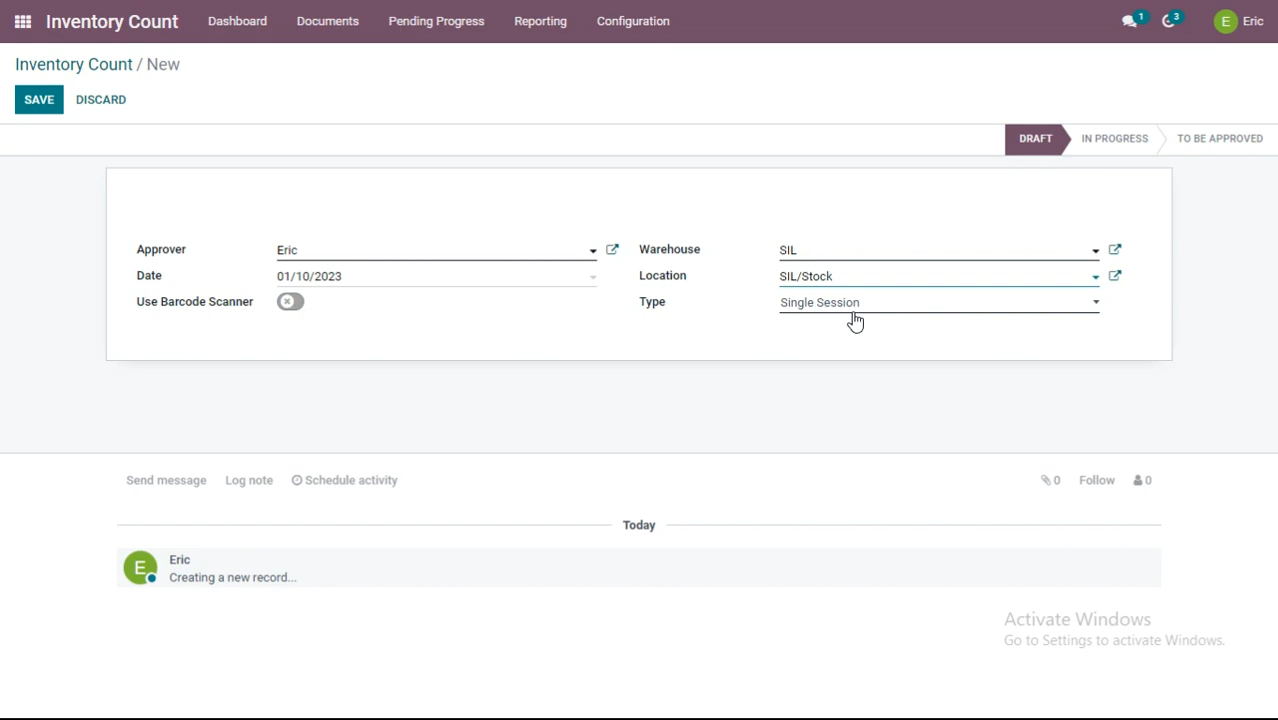 Inventory Count Dashboard Documents Pending Progress Reporting Configuration 1 3 E Eric
Inventory Count / New
SAVE DISCARD
DRAFT IN PROGRESS TO BE APPROVED
Approver Eric Warehouse SIL
Date 01/10/2023 Location SIL/Stock
Use Barcode Scanner Type Single Session
Send message Log note Schedule activity 0 Follow 0
Today
E Eric
Creating a new record...
Activate Windows
Go to Settings to activate Windows.